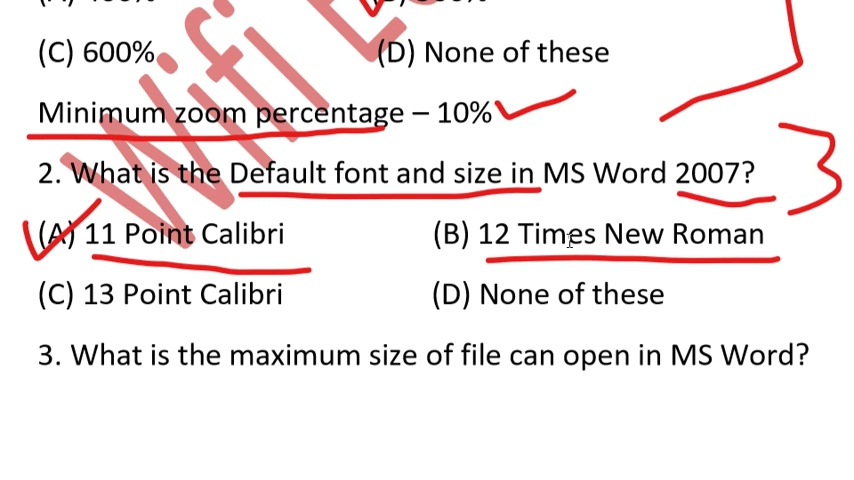 (C) 600% (D) None of these
Minimum zoom percentage – 10%
2. What is the Default font and size in MS Word 2007?
(A) 11 Point Calibri (B) 12 Times New Roman
(C) 13 Point Calibri (D) None of these
3. What is the maximum size of file can open in MS Word?
Wifi